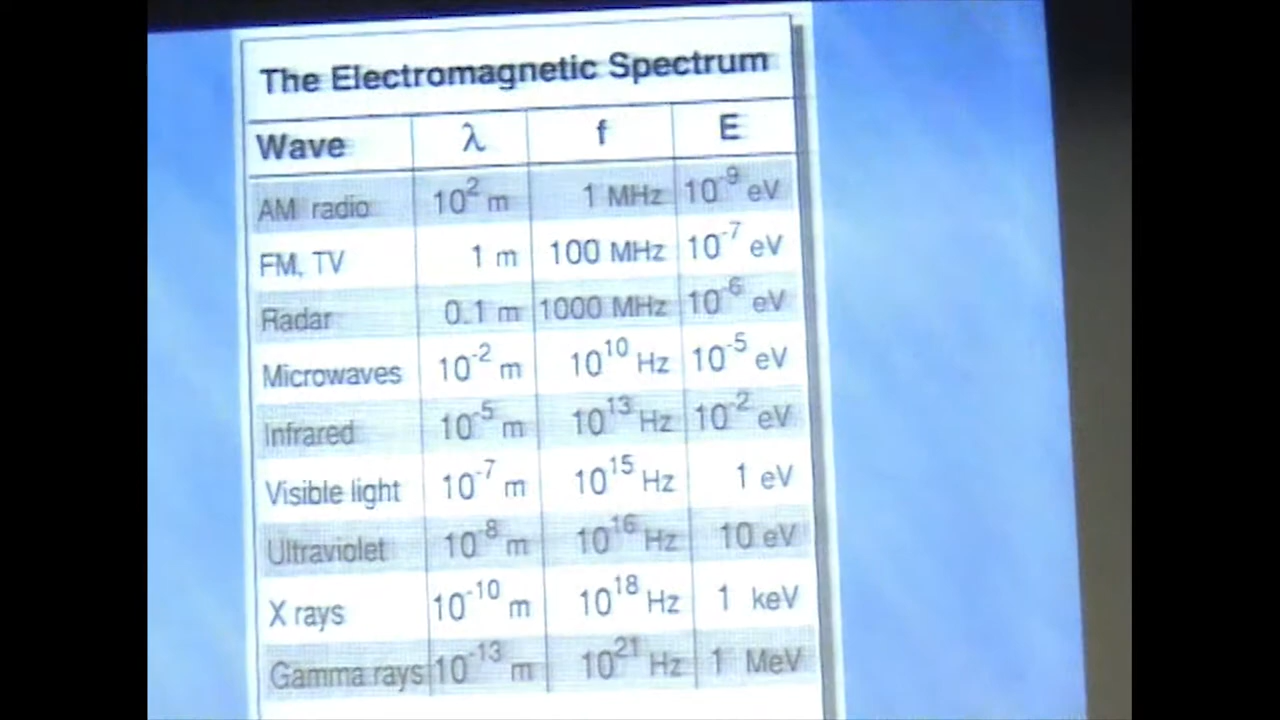 The Electromagnetic Spectrum
Wave λ f E
AM radio 10² m 1 MHz 10⁻⁹ eV
FM, TV 1 m 100 MHz 10⁻⁷ eV
Radar 0.1 m 1000 MHz 10⁻⁶ eV
Microwaves 10⁻² m 10¹⁰ Hz 10⁻⁵ eV
Infrared 10⁻⁵ m 10¹³ Hz 10⁻² eV
Visible light 10⁻⁷ m 10¹⁵ Hz 1 eV
Ultraviolet 10⁻⁸ m 10¹⁶ Hz 10 eV
X rays 10⁻¹⁰ m 10¹⁸ Hz 1 keV
Gamma rays 10⁻¹³ m 10²¹ Hz 1 MeV